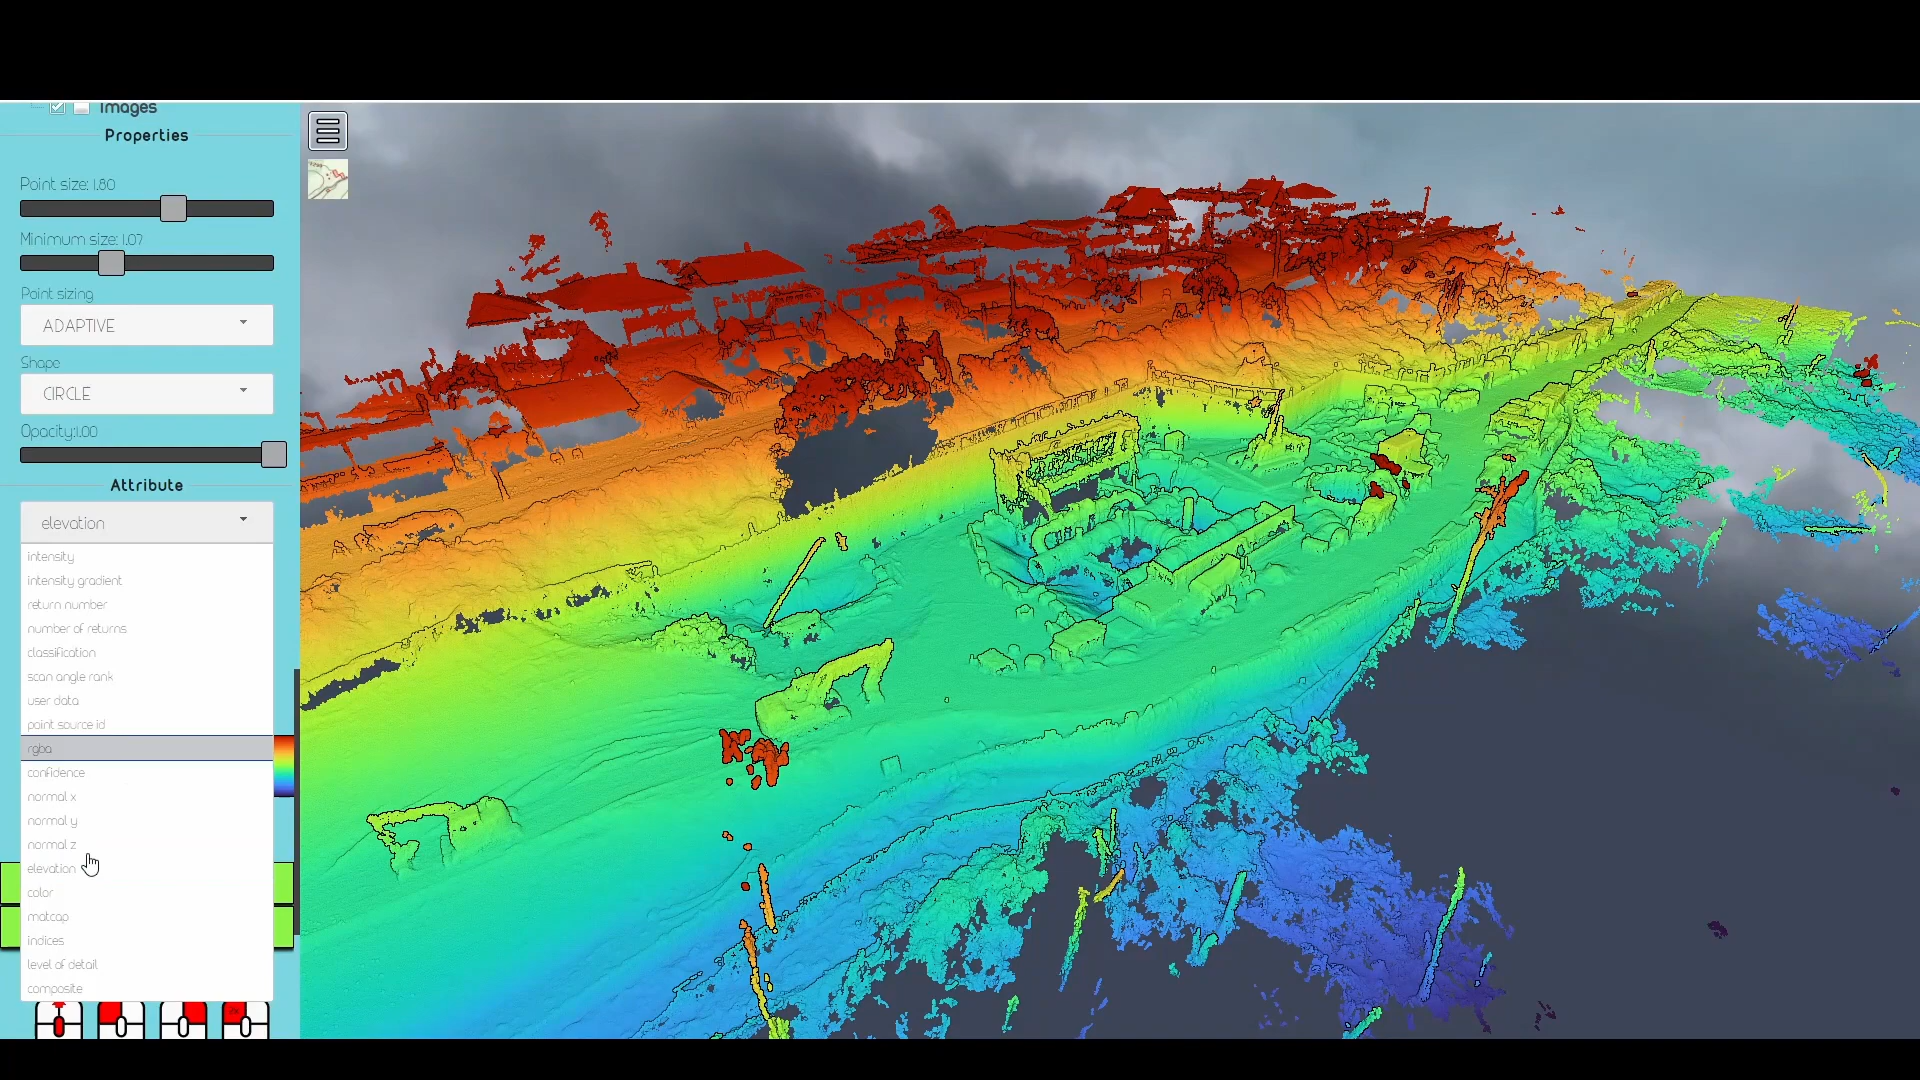 Images
Properties
Point size: 1.80
Minimum size: 1.07
Point sizing
ADAPTIVE
Shape
CIRCLE
Opacity:1.00
Attribute
elevation
intensity
intensity gradient
return number
number of returns
classification
scan angle rank
user data
point source id
rgba
confidence
normal x
normal y
normal z
elevation
color
matcap
indices
level of detail
composite